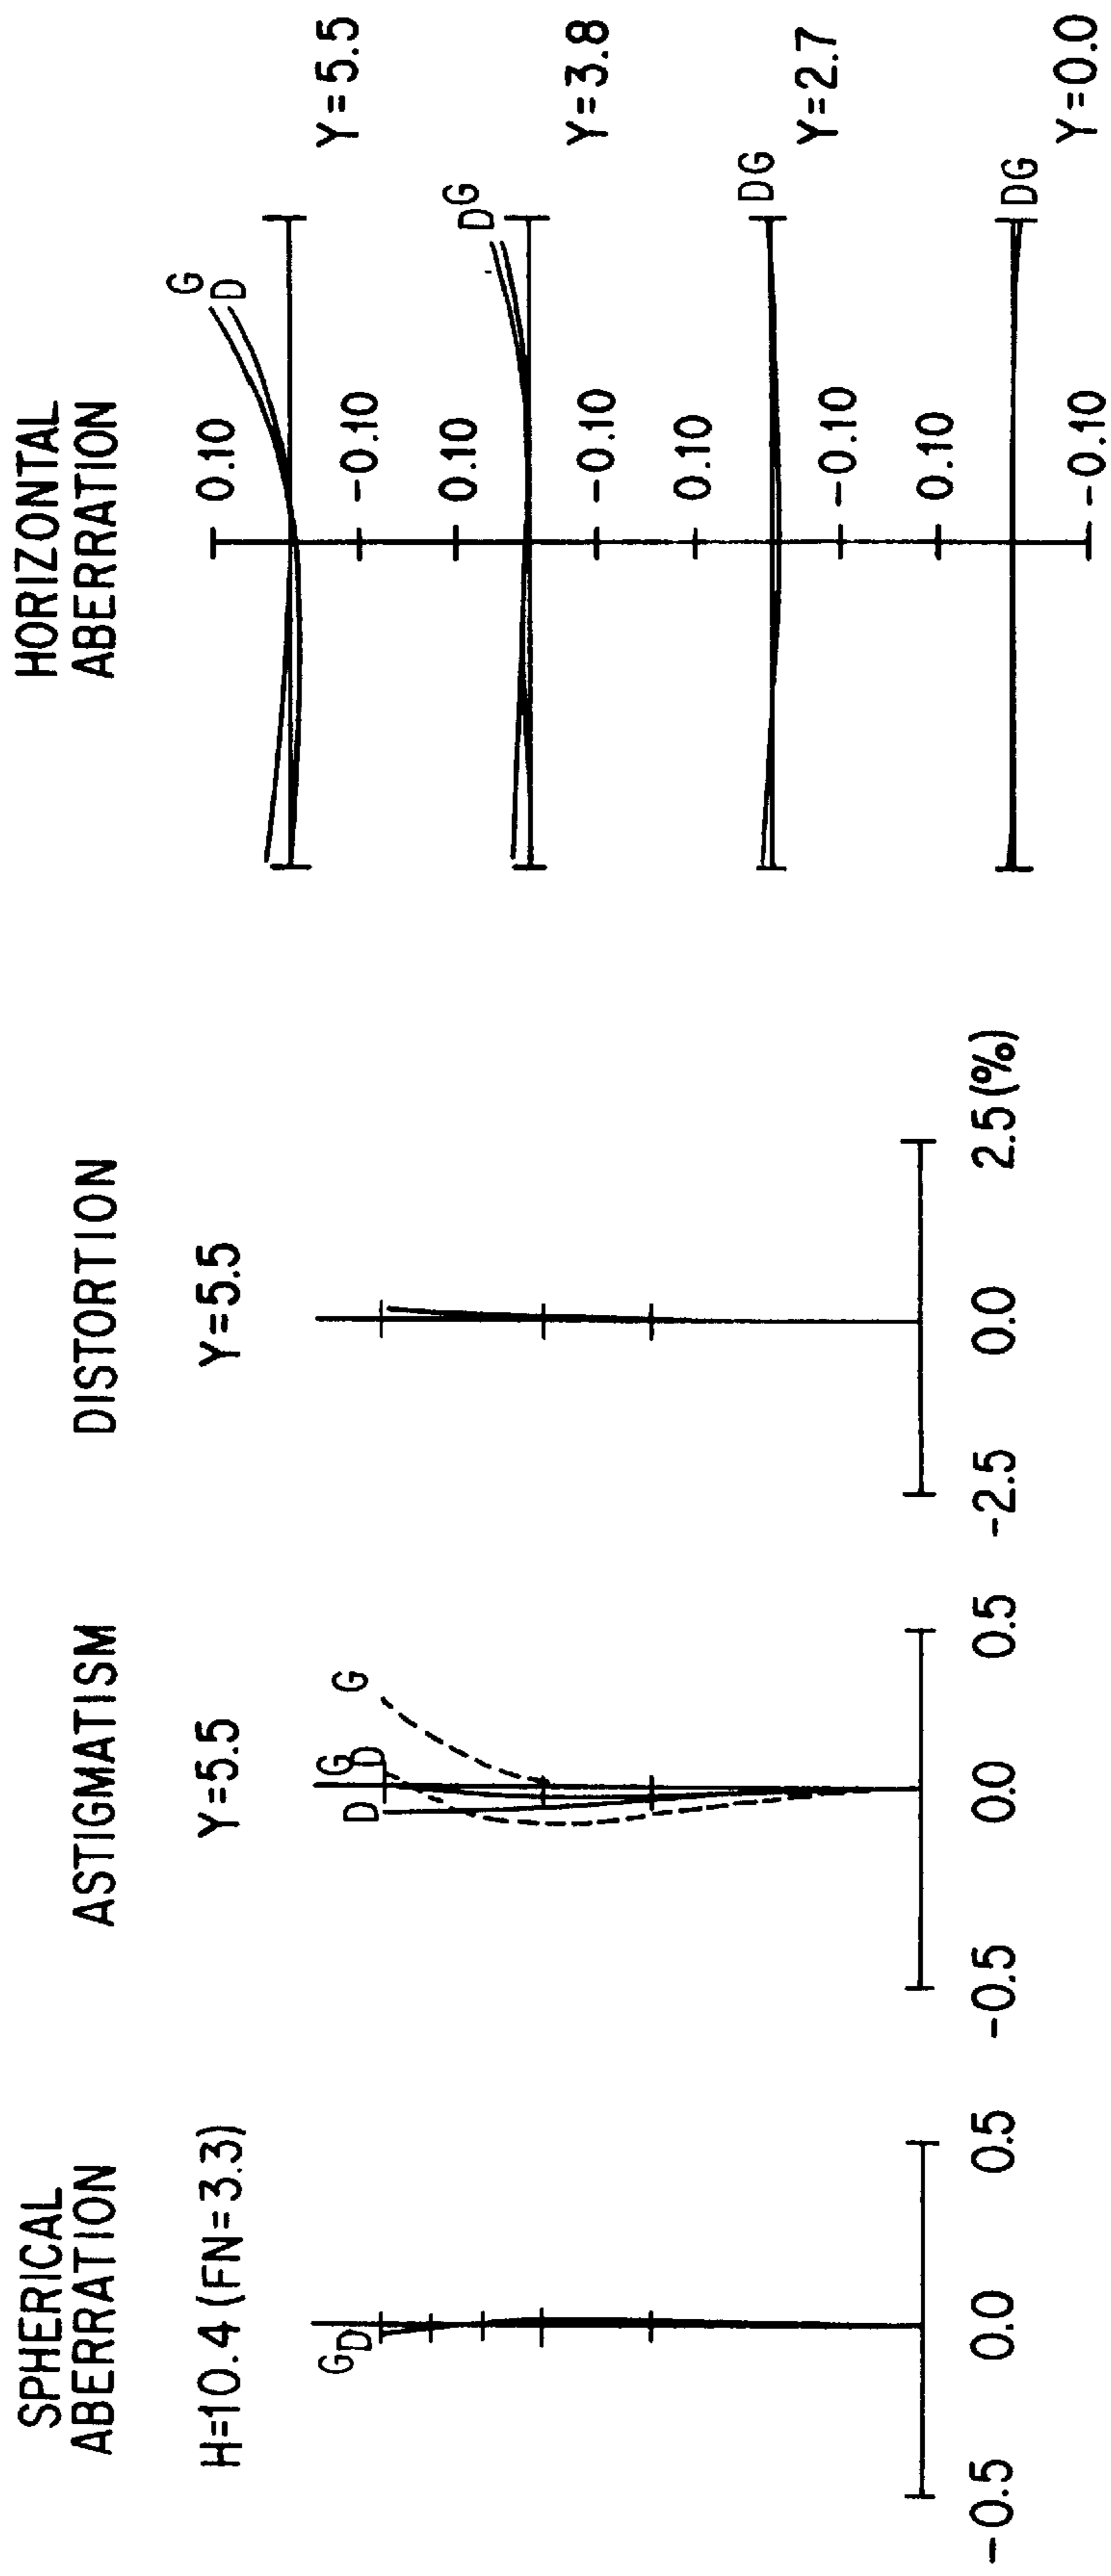 SPHERICAL
ABERRATION
H=10.4 (FN=3.3)
G
D
-0.5
0.0
0.5
ASTIGMATISM
Y=5.5
D
G
D
G
-0.5
0.0
0.5
DISTORTION
Y=5.5
-2.5
0.0
2.5 (%)
HORIZONTAL
ABERRATION
G
D
0.10
-0.10
Y=5.5
D
G
0.10
-0.10
Y=3.8
D
G
0.10
-0.10
Y=2.7
D
G
0.10
-0.10
Y=0.0